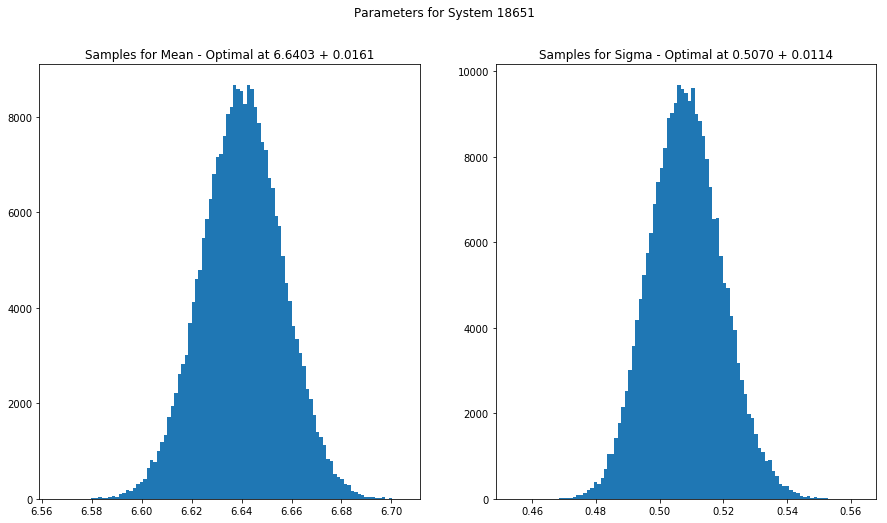 Parameters for System 18651
Samples for Mean - Optimal at 6.6403 + 0.0161
Samples for Sigma - Optimal at 0.5070 + 0.0114
8000
6000
4000
2000
0
6.56 6.58 6.60 6.62 6.64 6.66 6.68 6.70
10000
8000
6000
4000
2000
0
0.46 0.48 0.50 0.52 0.54 0.56